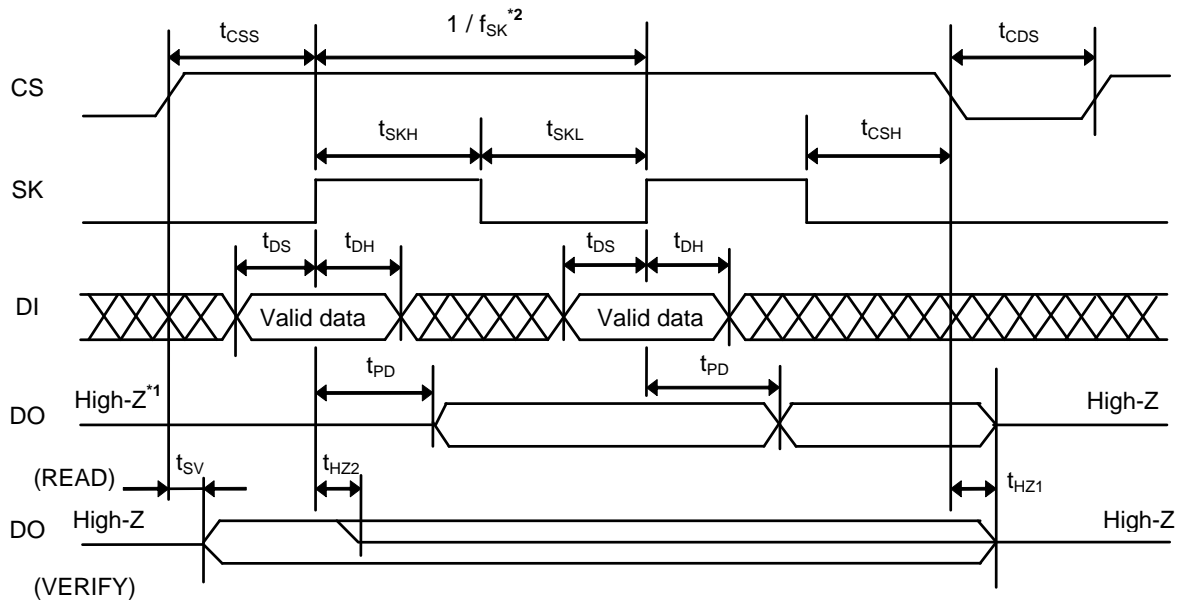 tCSS 1 / fSK*2 tCDS
CS
tSKH tSKL tCSH
SK
tDS tDH tDS tDH
DI Valid data Valid data
tPD tPD
High-Z*1 High-Z
DO
(READ) tSV tHZ2 tHZ1
DO High-Z High-Z
(VERIFY)